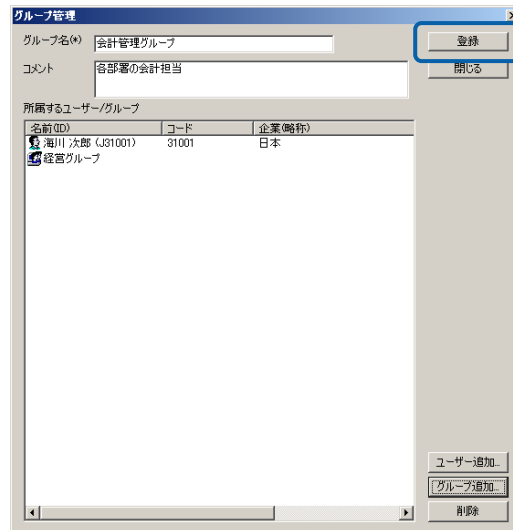 グループ管理
グループ名(*) 会計管理グループ 登録
コメント 各部署の会計担当 閉じる
所属するユーザー/グループ
名前(ID) コード 企業(略称)
海川 次郎 (J31001) 31001 日本
経営グループ
ユーザー追加...
グループ追加...
削除